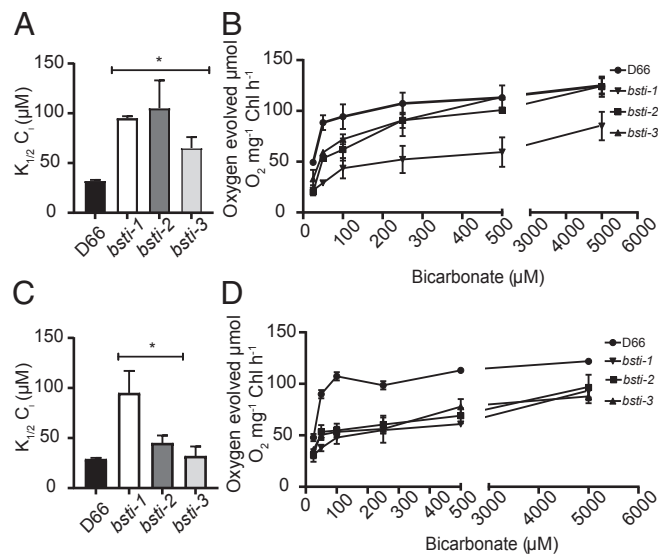 A
K1/2 Ci (µM)
150
100
50
0
*
D66
bsti-1
bsti-2
bsti-3
B
Oxygen evolved µmol
O2 mg-1 Chl h-1
150
100
50
0
0
100
200
300
400
500
3000
4000
5000
6000
Bicarbonate (µM)
D66
bsti-1
bsti-2
bsti-3
C
K1/2 Ci (µM)
150
100
50
0
*
D66
bsti-1
bsti-2
bsti-3
D
Oxygen evolved µmol
O2 mg-1 Chl h-1
150
100
50
0
0
100
200
300
400
500
3000
4000
5000
6000
Bicarbonate (µM)
D66
bsti-1
bsti-2
bsti-3